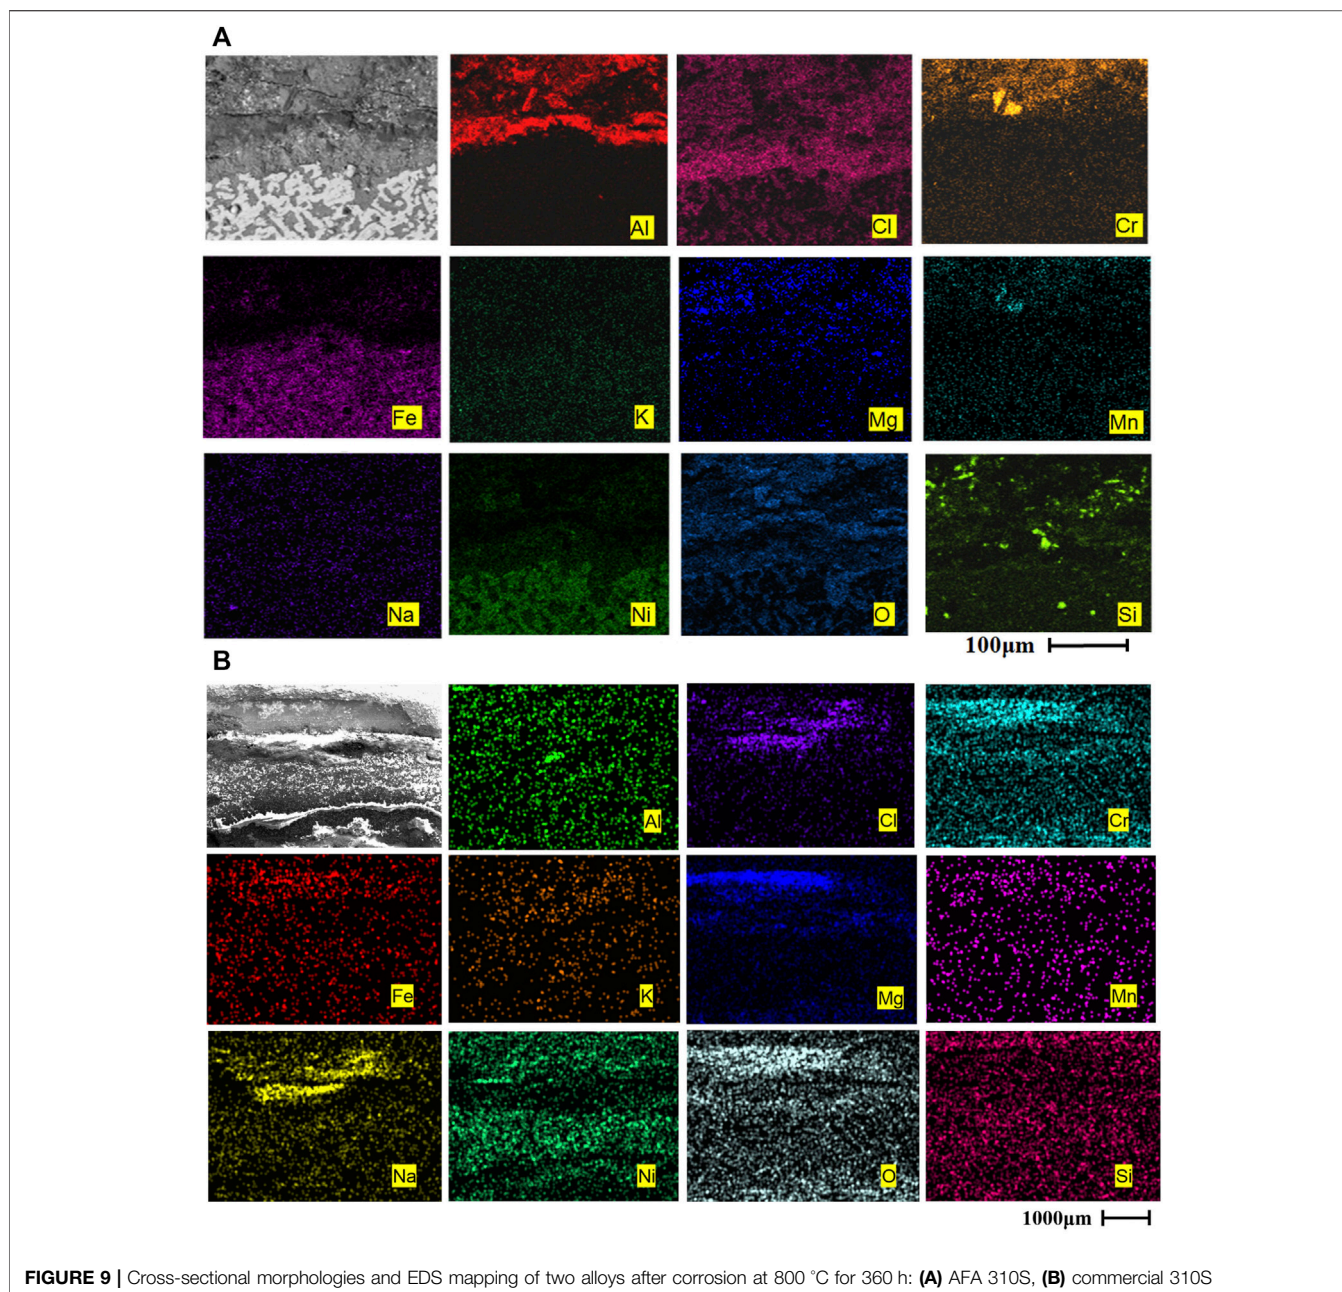 A
Al
Cl
Cr
Fe
K
Mg
Mn
Na
Ni
O
Si
100μm
B
Al
Cl
Cr
Fe
K
Mg
Mn
Na
Ni
O
Si
1000μm
FIGURE 9 | Cross-sectional morphologies and EDS mapping of two alloys after corrosion at 800 °C for 360 h: (A) AFA 310S, (B) commercial 310S